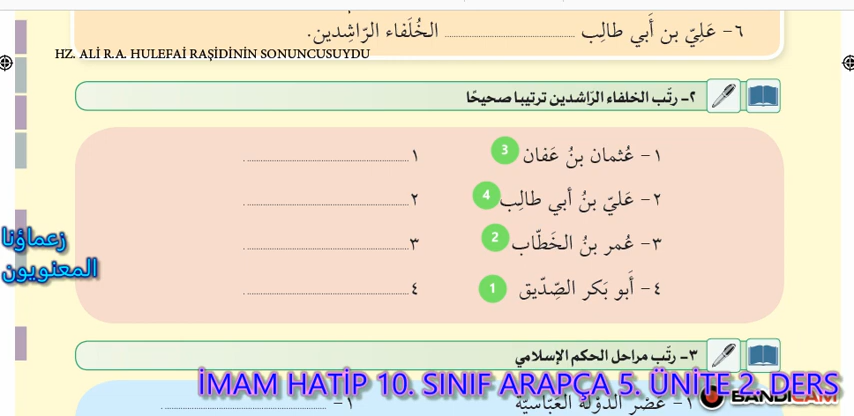 ٦- عَلِيّ بن أَبي طالِب ........................ الخُلَفاء الرّاشِدين.
HZ. ALİ R.A. HULEFAİ RAŞİDİNİN SONUNCUSUYDU
٢- رتّب الخلفاء الرّاشدين ترتيبا صحيحًا
١- عُثمان بنُ عَفان 3 ١........................
٢- عَليّ بنُ أبي طالِب 4 ٢........................
٣- عُمر بنُ الخَطّاب 2 ٣........................
٤- أَبو بَكر الصِّدّيق 1 ٤........................
زعماؤنا
المعنويون
٣- رتّب مراحل الحكم الإسلامي
İMAM HATİP 10. SINIF ARAPÇA 5. ÜNİTE 2. DERS
BANDICAM
١- عَصْر الدَّوْلَة العَبّاسيّة ١- ........................